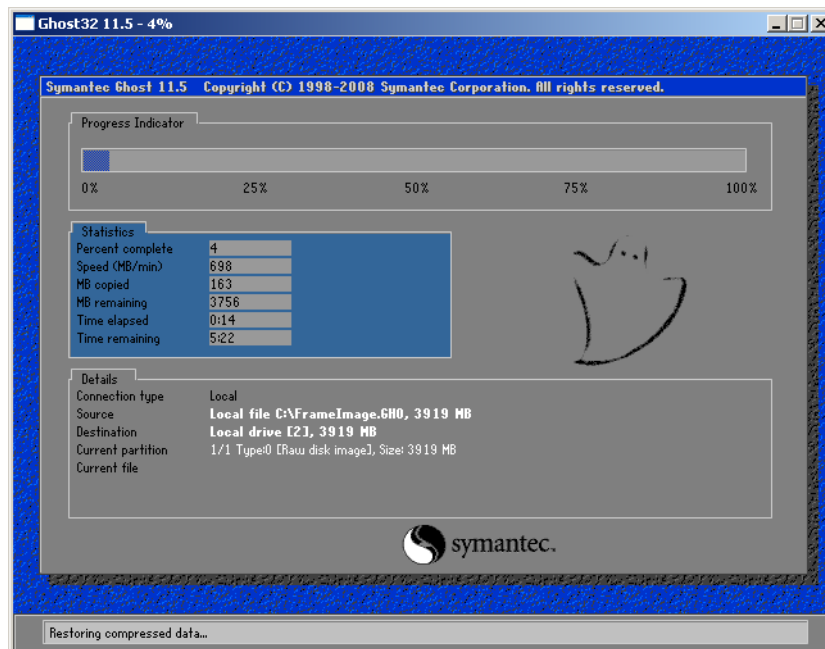 Ghost32 11.5 - 4%
Symantec Ghost 11.5 Copyright (C) 1998-2008 Symantec Corporation. All rights reserved.
Progress Indicator
0% 25% 50% 75% 100%
Statistics
Percent complete 4
Speed (MB/min) 698
MB copied 163
MB remaining 3756
Time elapsed 0:14
Time remaining 5:22
Details
Connection type Local
Source Local file C:\FrameImage.GHO, 3919 MB
Destination Local drive [2], 3919 MB
Current partition 1/1 Type:0 [Raw disk image], Size: 3919 MB
Current file
symantec.
Restoring compressed data...